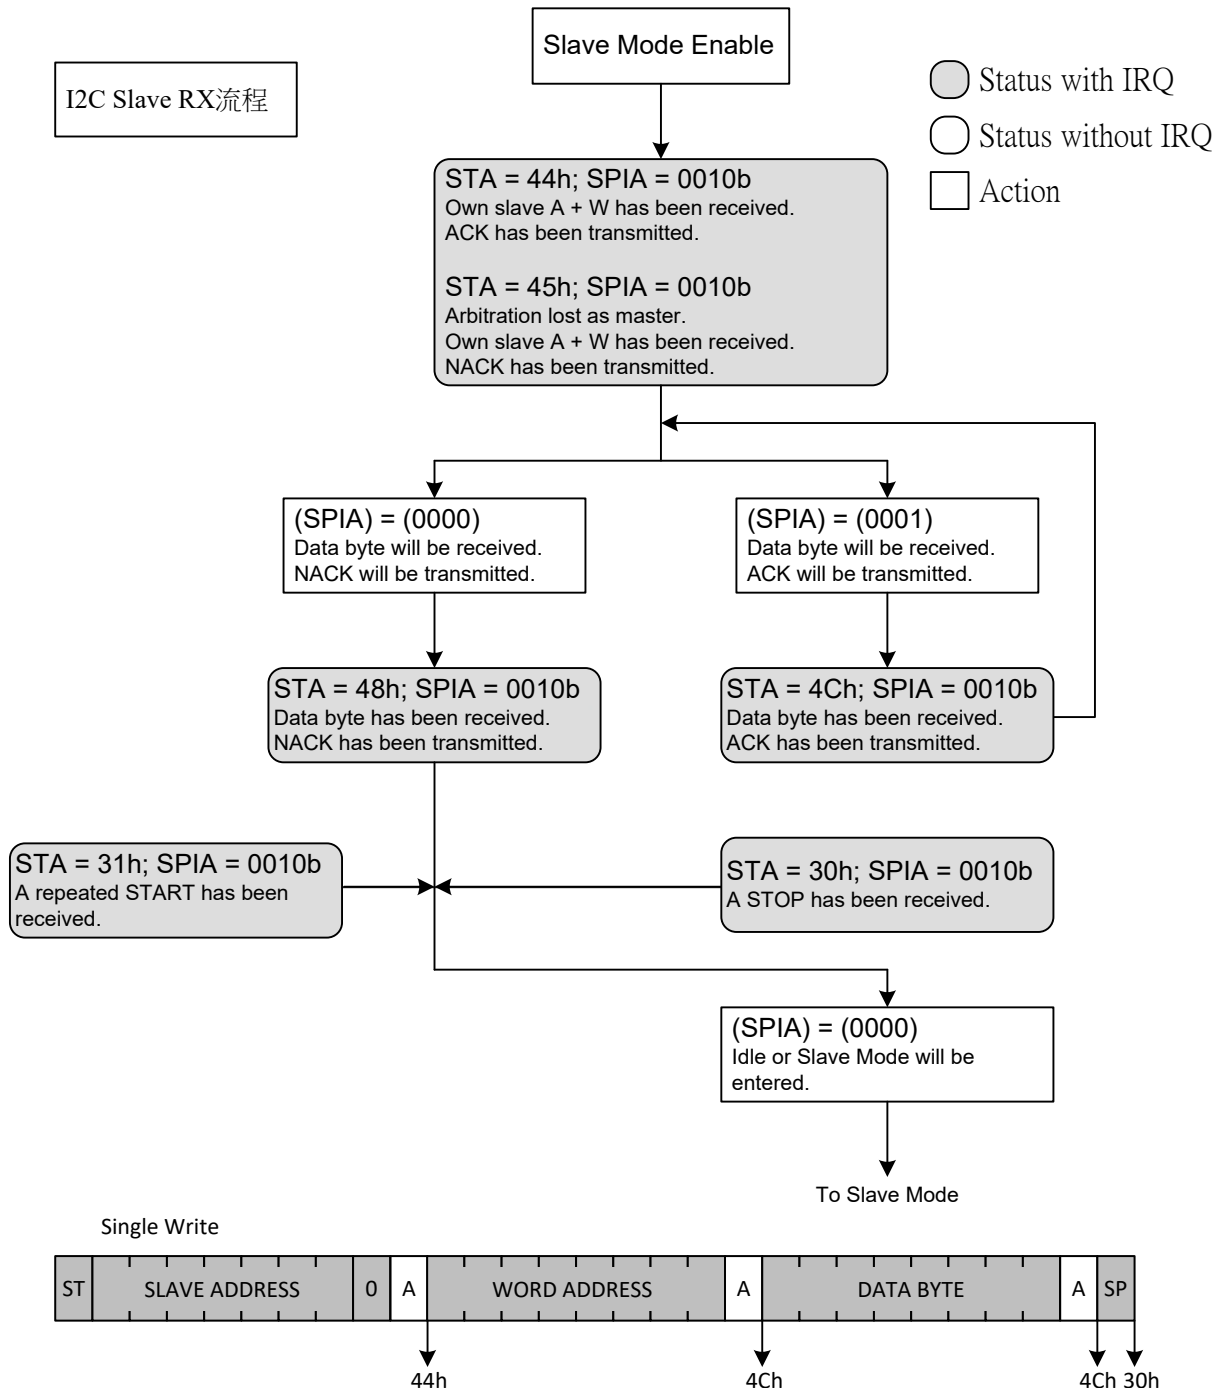 Slave Mode Enable
I2C Slave RX流程
Status with IRQ
Status without IRQ
Action
STA = 44h; SPIA = 0010b
Own slave A + W has been received.
ACK has been transmitted.
STA = 45h; SPIA = 0010b
Arbitration lost as master.
Own slave A + W has been received.
NACK has been transmitted.
(SPIA) = (0000)
Data byte will be received.
NACK will be transmitted.
(SPIA) = (0001)
Data byte will be received.
ACK will be transmitted.
STA = 48h; SPIA = 0010b
Data byte has been received.
NACK has been transmitted.
STA = 4Ch; SPIA = 0010b
Data byte has been received.
ACK has been transmitted.
STA = 31h; SPIA = 0010b
A repeated START has been
received.
STA = 30h; SPIA = 0010b
A STOP has been received.
(SPIA) = (0000)
Idle or Slave Mode will be
entered.
To Slave Mode
Single Write
ST SLAVE ADDRESS 0 A WORD ADDRESS A DATA BYTE A SP
44h 4Ch 4Ch 30h